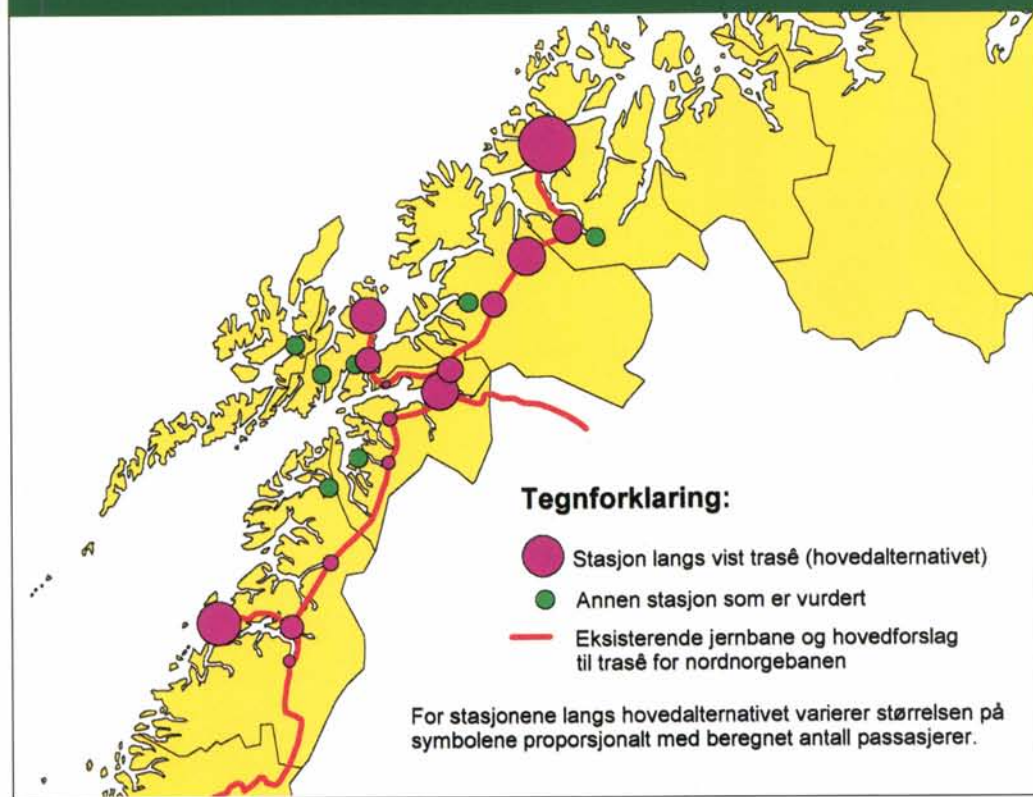 Tegnforklaring:
Stasjon langs vist trasê (hovedalternativet)
Annen stasjon som er vurdert
Eksisterende jernbane og hovedforslag
til trasê for nordnorgebanen
For stasjonene langs hovedalternativet varierer størrelsen på
symbolene proporsjonalt med beregnet antall passasjerer.